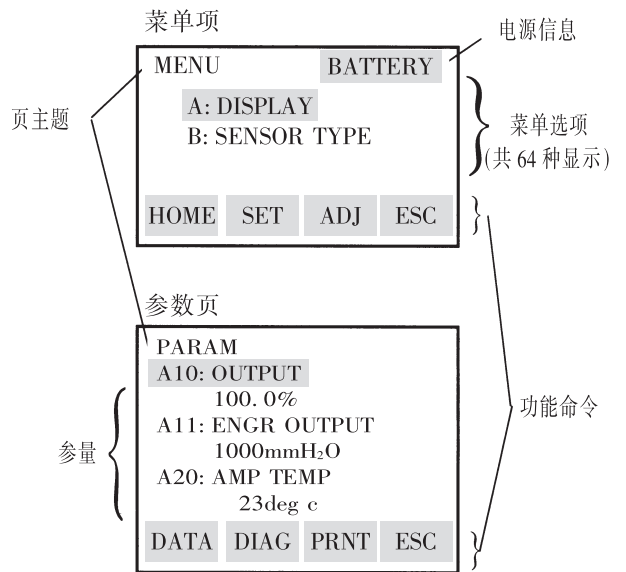 菜单项
电源信息
MENU BATTERY
A: DISPLAY
B: SENSOR TYPE
页主题
菜单选项
(共 64 种显示)
HOME SET ADJ ESC
参数页
PARAM
A10: OUTPUT
100. 0%
A11: ENGR OUTPUT
1000mmH₂O
A20: AMP TEMP
23deg c
参量
功能命令
DATA DIAG PRNT ESC